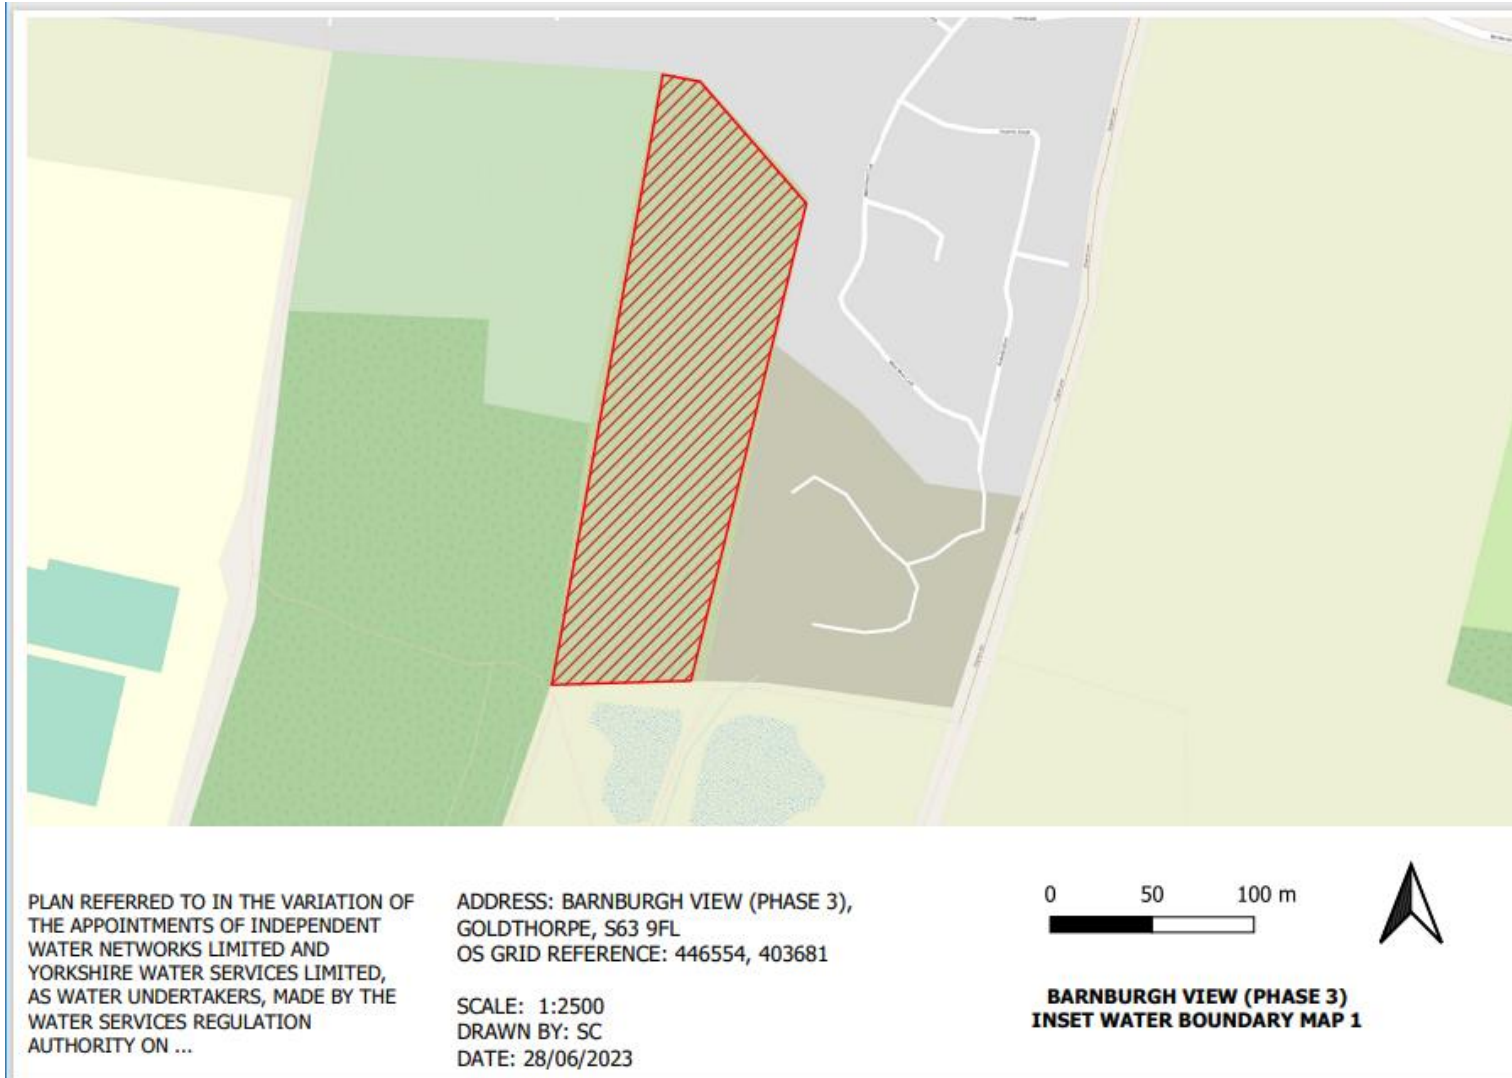 PLAN REFERRED TO IN THE VARIATION OF
THE APPOINTMENTS OF INDEPENDENT
WATER NETWORKS LIMITED AND
YORKSHIRE WATER SERVICES LIMITED,
AS WATER UNDERTAKERS, MADE BY THE
WATER SERVICES REGULATION
AUTHORITY ON ...
ADDRESS: BARNBURGH VIEW (PHASE 3),
GOLDTHORPE, S63 9FL
OS GRID REFERENCE: 446554, 403681
SCALE: 1:2500
DRAWN BY: SC
DATE: 28/06/2023
0 50 100 m
BARNBURGH VIEW (PHASE 3)
INSET WATER BOUNDARY MAP 1